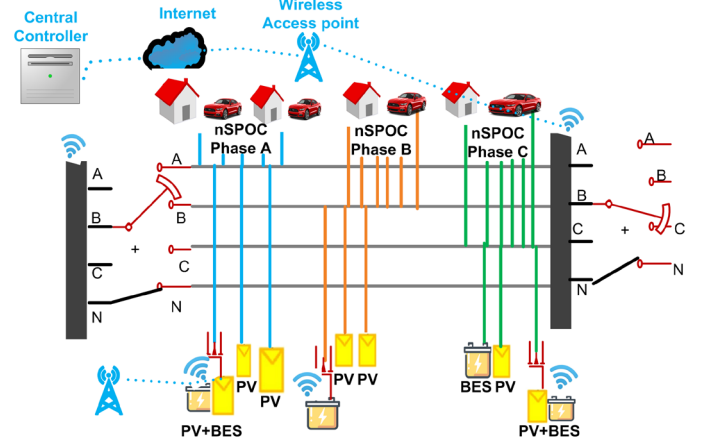 Central
Controller
Internet
Wireless
Access point
nSPOC
Phase A
nSPOC
Phase B
nSPOC
Phase C
A
B
C
N
+
A
B
C
N
A
B
C
N
+
A
B
C
N
PV
PV
PV+BES
PV PV
BES PV
PV+BES